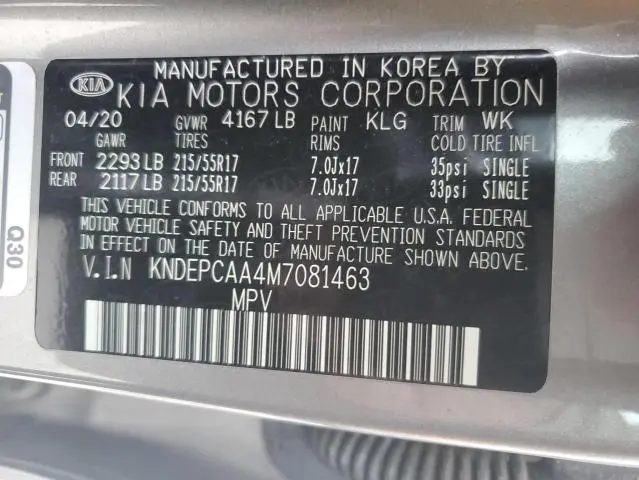 KIA
MANUFACTURED IN KOREA BY
KIA MOTORS CORPORATION
04/20 GVWR 4167 LB PAINT KLG TRIM WK
GAWR TIRES RIMS COLD TIRE INFL
FRONT 2293 LB 215/55R17 7.0Jx17 35psi SINGLE
REAR 2117 LB 215/55R17 7.0Jx17 33psi SINGLE
THIS VEHICLE CONFORMS TO ALL APPLICABLE U.S.A. FEDERAL
MOTOR VEHICLE SAFETY AND THEFT PREVENTION STANDARDS
IN EFFECT ON THE DATE OF MANUFACTURE SHOWN ABOVE.
V.I.N KNDEPCAA4M7081463
MPV
Q30